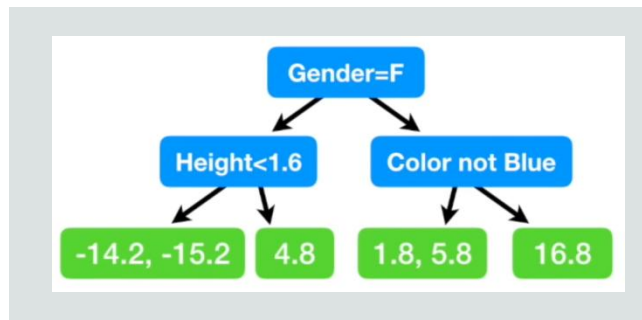 Gender=F
Height<1.6
Color not Blue
-14.2, -15.2
4.8
1.8, 5.8
16.8